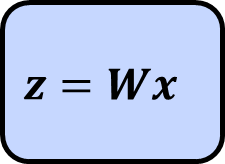 z = Wx